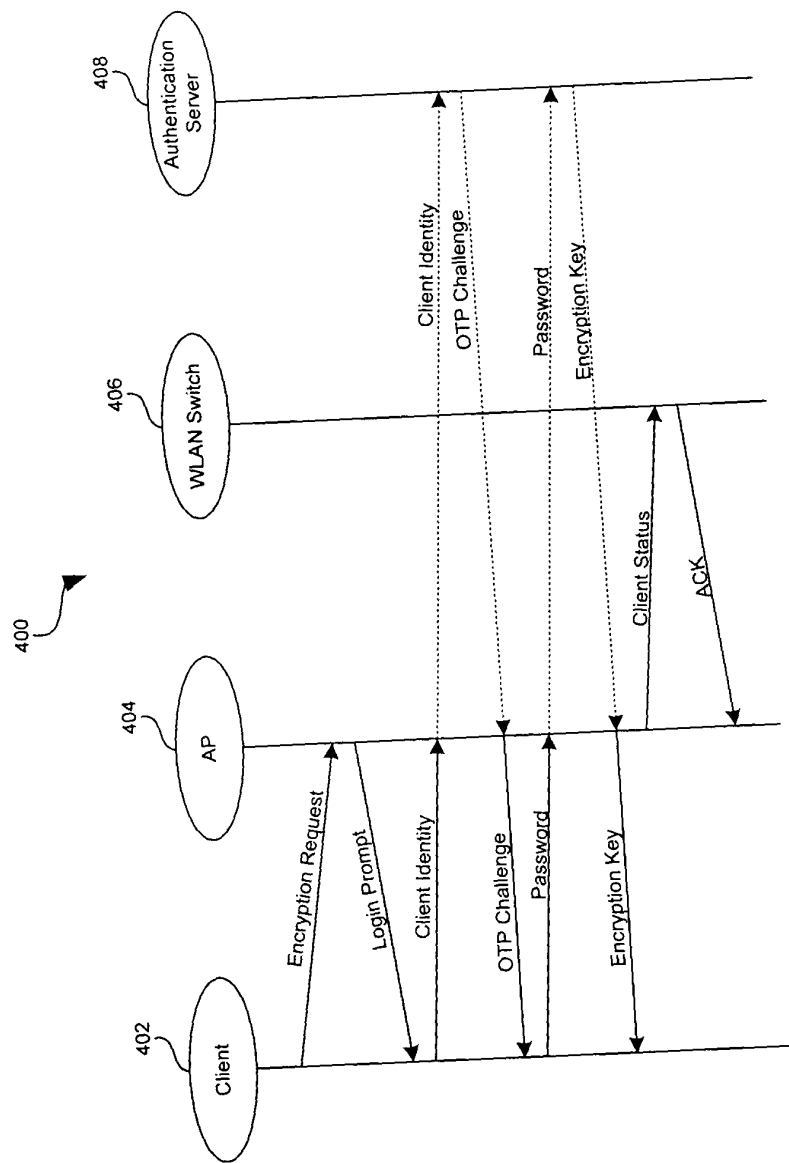 400
402
Client
404
AP
406
WLAN Switch
408
Authentication
Server
Encryption Request
Login Prompt
Client Identity
Client Identity
OTP Challenge
OTP Challenge
Password
Password
Encryption Key
Encryption Key
Client Status
ACK